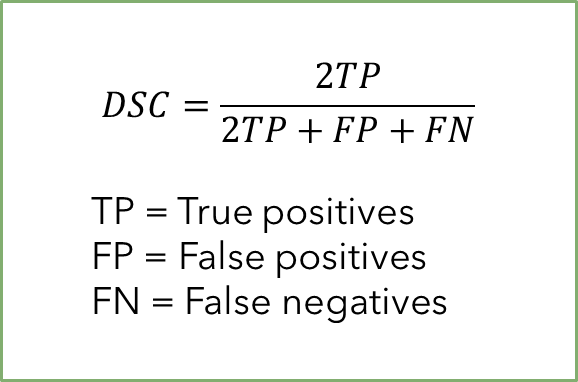 DSC = 2TP / 2TP + FP + FN
TP = True positives
FP = False positives
FN = False negatives